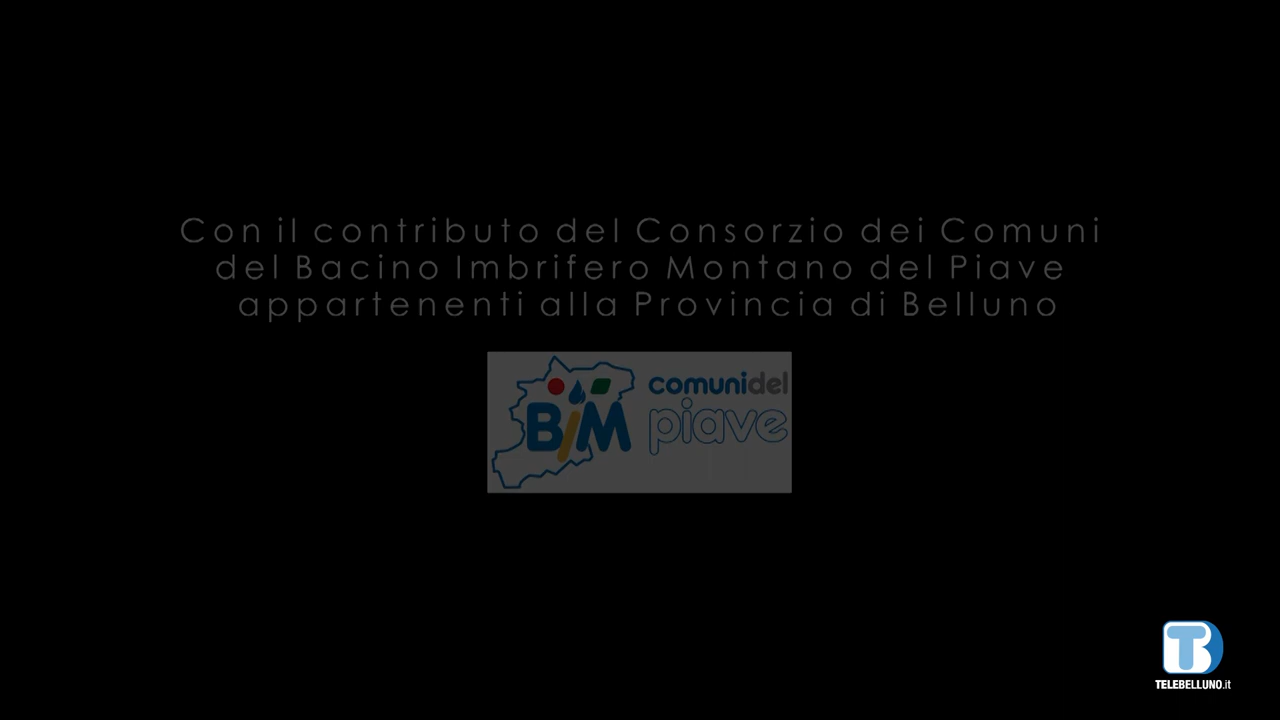 Con il contributo del Consorzio dei Comuni
del Bacino Imbrifero Montano del Piave
appartenenti alla Provincia di Belluno
BiM comunidel
piave
TB
TELEBELLUNO.it